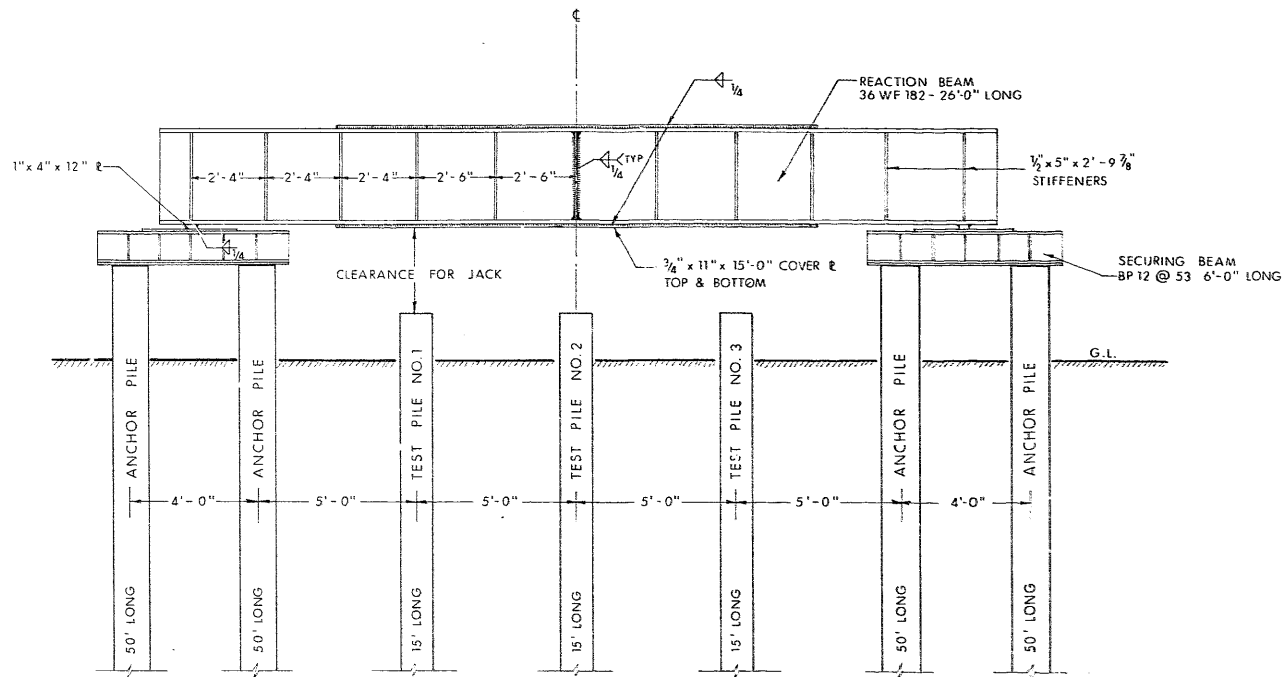 ℄
1/4
REACTION BEAM
36 WF 182 - 26'-0" LONG
1" x 4" x 12" ℞
TYP
1/4
2'-4"
2'-4"
2'-4"
2'-6"
2'-6"
1/2" x 5" x 2' - 9 7/8"
STIFFENERS
1/4
CLEARANCE FOR JACK
3/4" x 11" x 15'-0" COVER ℞
TOP & BOTTOM
SECURING BEAM
BP 12 @ 53 6'-0" LONG
G.L.
50' LONG ANCHOR PILE
50' LONG ANCHOR PILE
15' LONG TEST PILE NO. 1
15' LONG TEST PILE NO. 2
15' LONG TEST PILE NO. 3
50' LONG ANCHOR PILE
50' LONG ANCHOR PILE
4'-0"
5'-0"
5'-0"
5'-0"
5'-0"
4'-0"